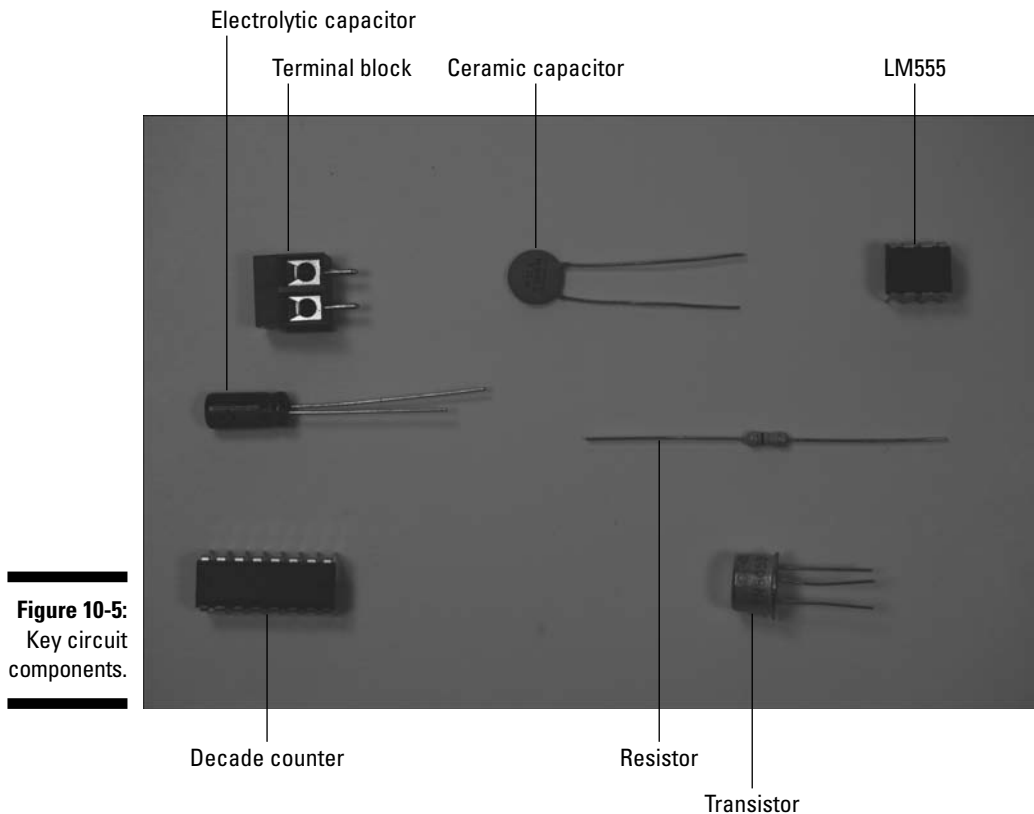 Electrolytic capacitor
Terminal block
Ceramic capacitor
LM555
Figure 10-5:
Key circuit
components.
Decade counter
Resistor
Transistor